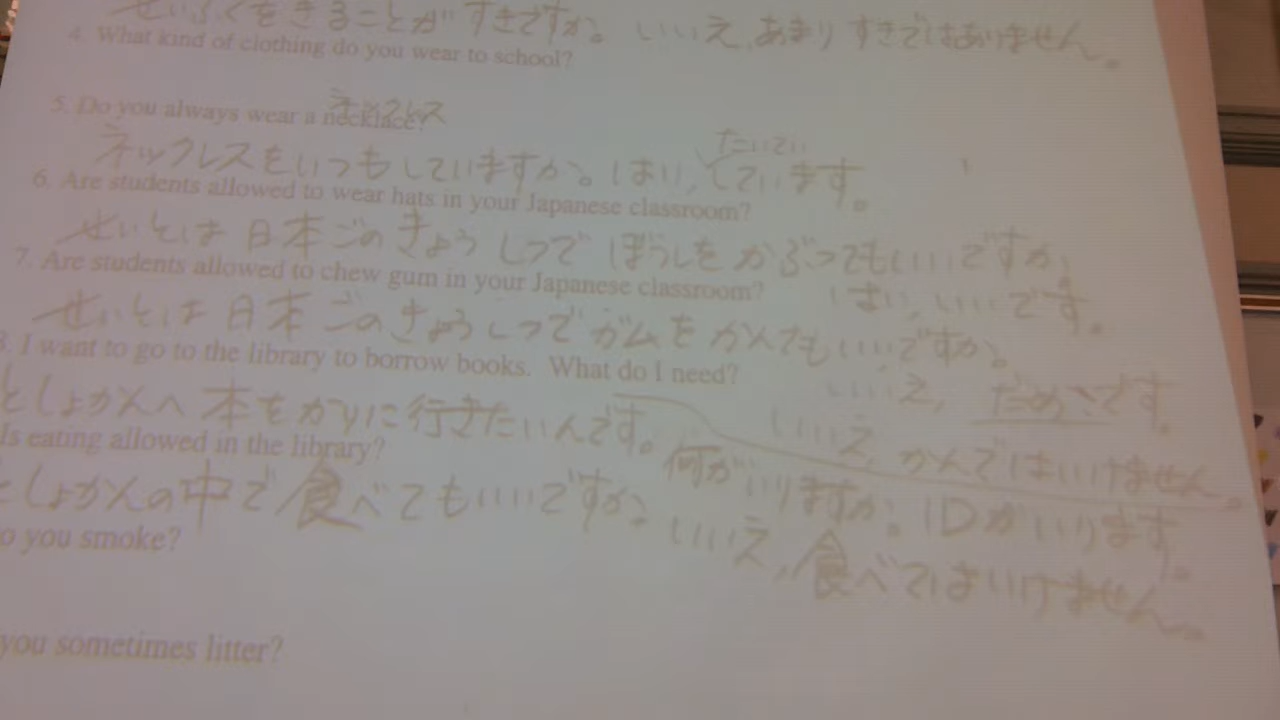 せいふくをきることがすきですか。いいえ、あまりすきではありません。
4. What kind of clothing do you wear to school?
ネックレス
5. Do you always wear a necklace?
たいてい
ネックレスをいつもしていますか。はい、しています。
6. Are students allowed to wear hats in your Japanese classroom?
せいとは日本ごのきょうしつでぼうしをかぶってもいいですか。
はい、いいです。
7. Are students allowed to chew gum in your Japanese classroom?
せいとは日本ごのきょうしつでガムをかんでもいいですか。
いいえ、だめです。
いいえ、かんではいけません。
8. I want to go to the library to borrow books. What do I need?
としょかんへ本をかりに行きたいんです。
何がいりますか。IDがいります。
Is eating allowed in the library?
としょかんの中で食べてもいいですか。
いいえ、食べてはいけません。
o you smoke?
you sometimes litter?